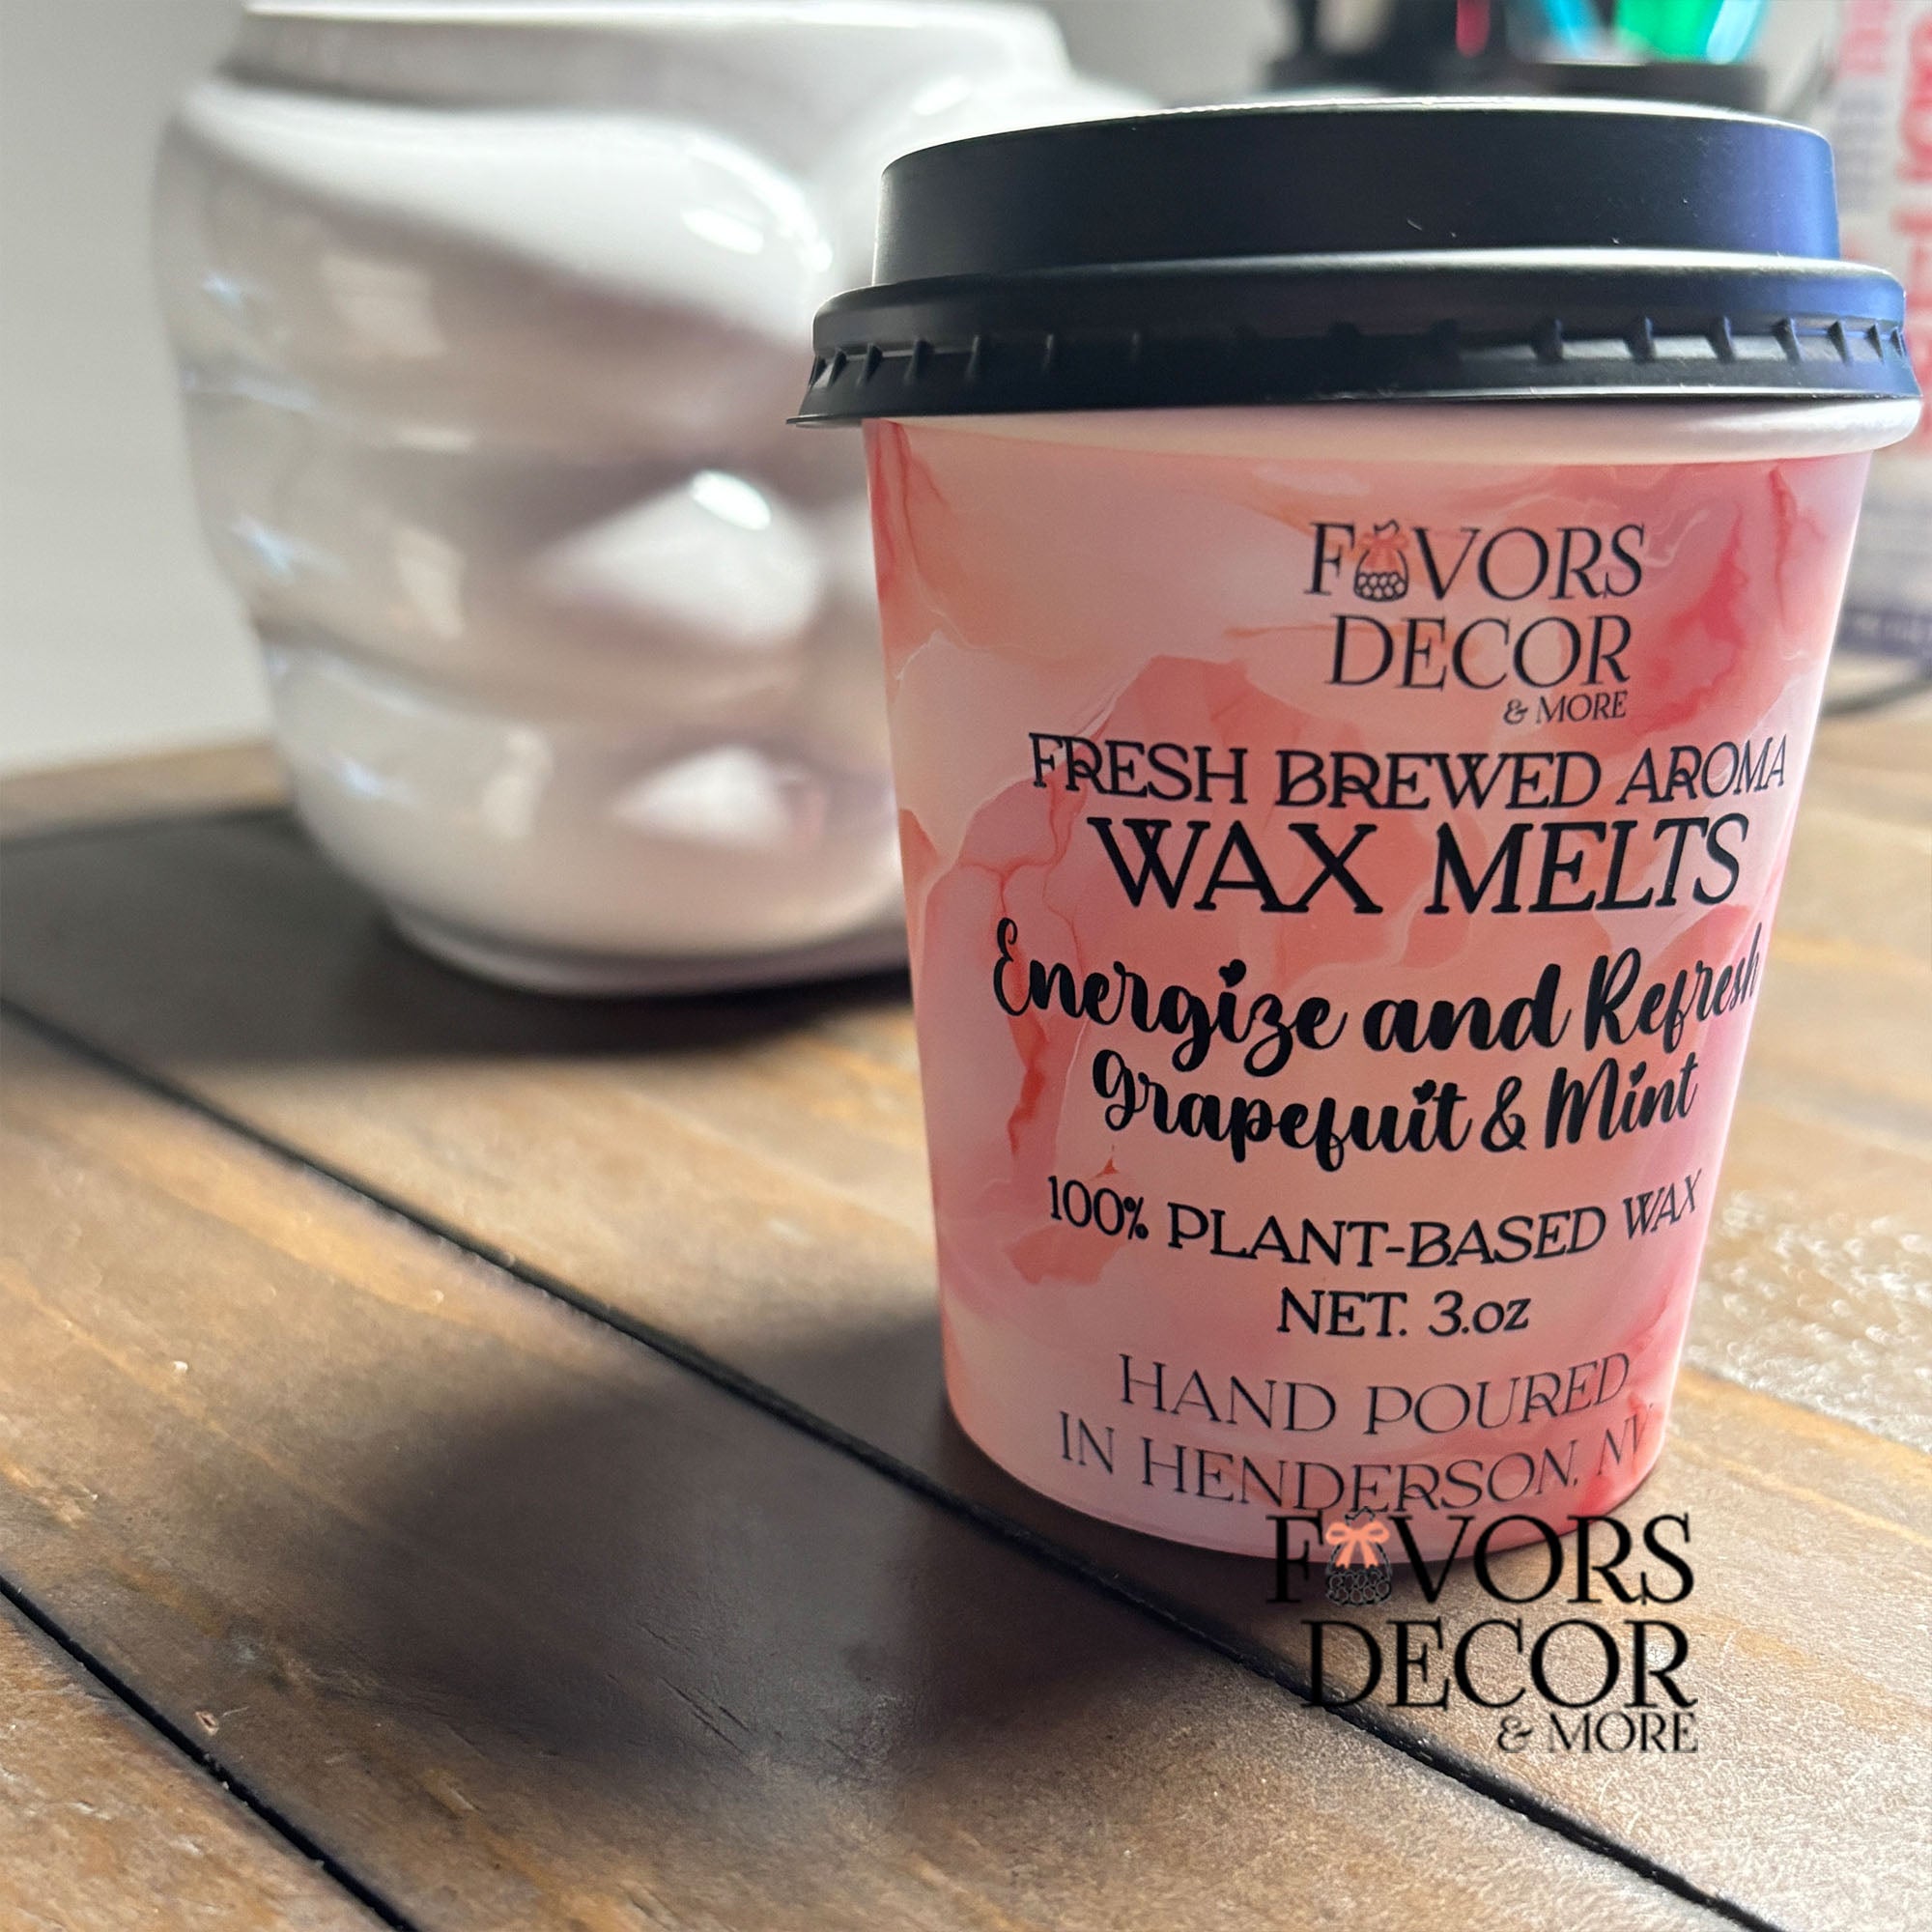 FAVORS
DECOR
& MORE
FRESH BREWED AROMA
WAX MELTS
Energize and Refresh
Grapefuit & Mint
100% PLANT-BASED WAX
NET. 3.oz
HAND POURED
IN HENDERSON, NV
FAVORS
DECOR
& MORE